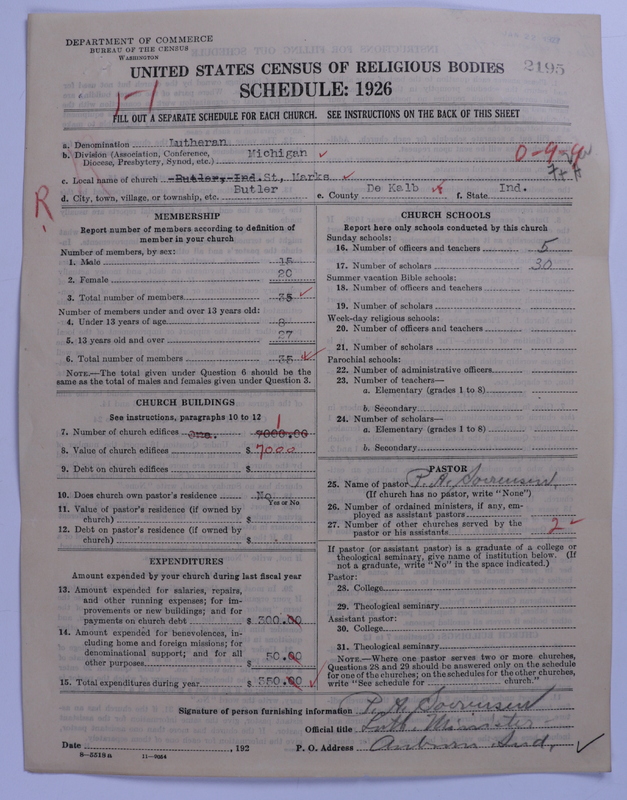 DEPARTMENT OF COMMERCE
BUREAU OF THE CENSUS
WASHINGTON
UNITED STATES CENSUS OF RELIGIOUS BODIES
2195
SCHEDULE: 1926
1-1
FILL OUT A SEPARATE SCHEDULE FOR EACH CHURCH. SEE INSTRUCTIONS ON THE BACK OF THIS SHEET
a. Denomination Lutheran
b. Division (Association, Conference, Diocese, Presbytery, Synod, etc.) Michigan
0-9-9
c. Local name of church Butler, Ind. St, Marks
R
d. City, town, village, or township, etc. Butler e. County De Kalb f. State Ind.
MEMBERSHIP
Report number of members according to definition of
member in your church
Number of members, by sex:
1. Male 15
2. Female 20
3. Total number of members 35
Number of members under and over 13 years old:
4. Under 13 years of age 8
5. 13 years old and over 27
6. Total number of members 35
NOTE.—The total given under Question 6 should be the
same as the total of males and females given under Question 3.
CHURCH BUILDINGS
See instructions, paragraphs 10 to 12
7. Number of church edifices One. 7000.00 1
8. Value of church edifices $ 7000
9. Debt on church edifices $
10. Does church own pastor's residence No
Yes or No
11. Value of pastor's residence (if owned by
church) $
12. Debt on pastor's residence (if owned by
church) $
EXPENDITURES
Amount expended by your church during last fiscal year
13. Amount expended for salaries, repairs,
and other running expenses; for im-
provements or new buildings; and for
payments on church debt $ 300.00
14. Amount expended for benevolences, in-
cluding home and foreign missions; for
denominational support; and for all
other purposes 50.00
15. Total expenditures during year $ 350.00
CHURCH SCHOOLS
Report here only schools conducted by this church
Sunday schools:
16. Number of officers and teachers 5
17. Number of scholars 30
Summer vacation Bible schools:
18. Number of officers and teachers
19. Number of scholars
Week-day religious schools:
20. Number of officers and teachers
21. Number of scholars
Parochial schools:
22. Number of administrative officers
23. Number of teachers—
a. Elementary (grades 1 to 8)
b. Secondary
24. Number of scholars—
a. Elementary (grades 1 to 8)
b. Secondary
PASTOR
25. Name of pastor P. H. Sorrensen
(If church has no pastor, write "None")
26. Number of ordained ministers, if any, em-
ployed as assistant pastors
27. Number of other churches served by the
pastor or his assistants 2
If pastor (or assistant pastor) is a graduate of a college or
theological seminary, give name of institution below. (If
not a graduate, write "No" in the space indicated.)
Pastor:
28. College
29. Theological seminary
Assistant pastor:
30. College
31. Theological seminary
NOTE.—Where one pastor serves two or more churches,
Questions 28 and 29 should be answered only on the schedule
for one of the churches; on the schedules for the other churches,
write "See schedule for church."
Signature of person furnishing information P. H. Sorrensen
Official title Luth. Minister
Date , 192 P. O. Address Auburn Ind,
8—5518 a 11—9064